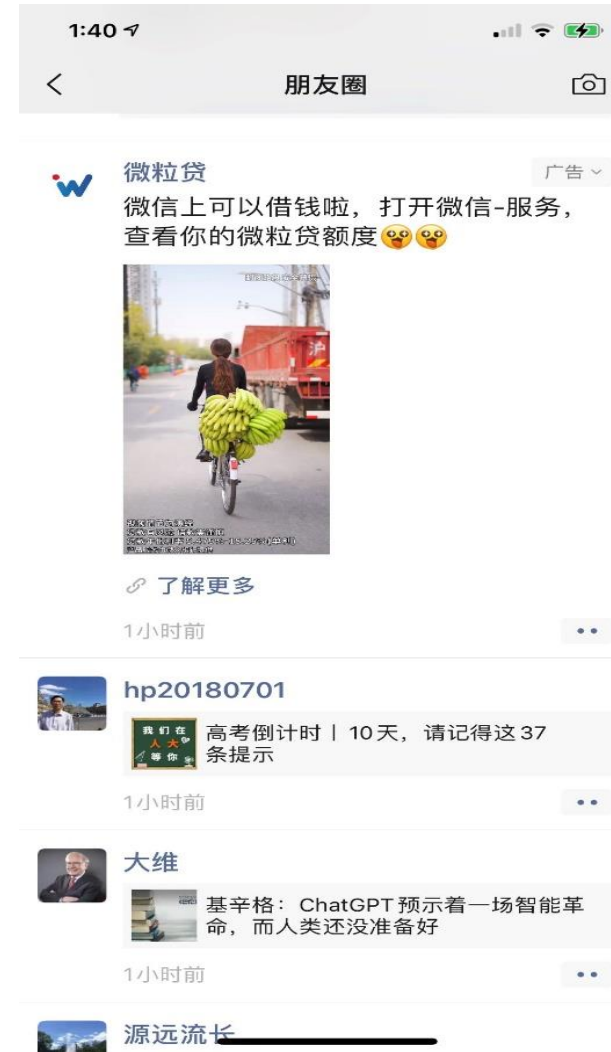 1:40
朋友圈
微粒贷
广告
微信上可以借钱啦，打开微信-服务，
查看你的微粒贷额度
沪
了解更多
1小时前
hp20180701
我们在
人大
等你
高考倒计时 | 10天，请记得这37
条提示
1小时前
大维
基辛格：ChatGPT预示着一场智能革
命，而人类还没准备好
1小时前
源远流长